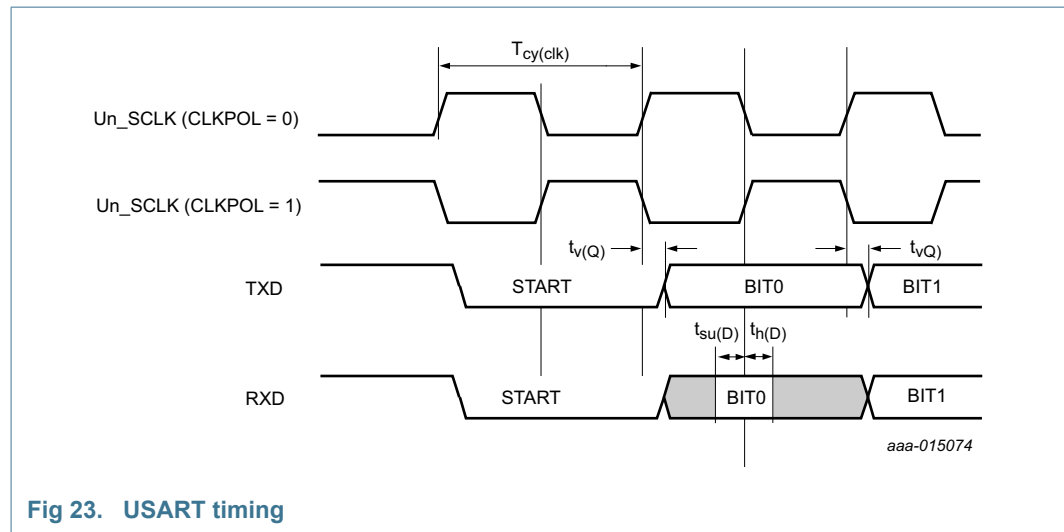 Tcy(clk)
Un_SCLK (CLKPOL = 0)
Un_SCLK (CLKPOL = 1)
tv(Q)
tvQ)
TXD
START
BIT0
BIT1
tsu(D)
th(D)
RXD
START
BIT0
BIT1
aaa-015074
Fig 23. USART timing